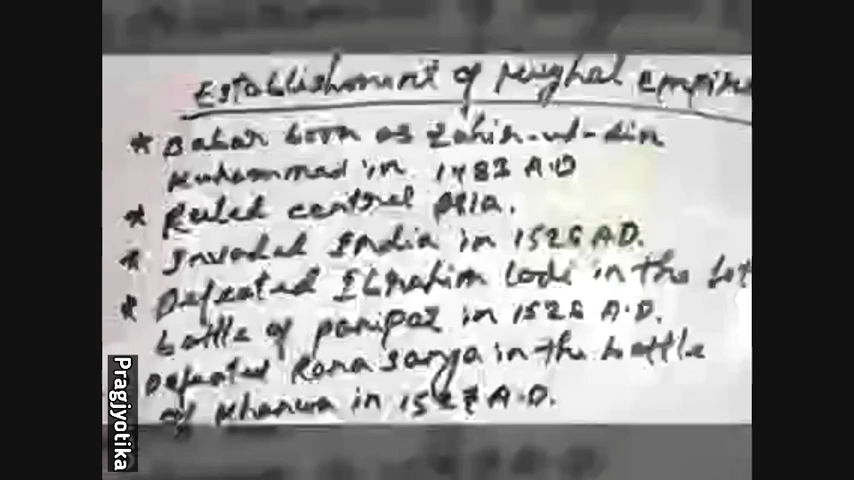 Establishment of Mughal Empire
* Babar born as Zahir-ud-din
Muhammad in 1483 A.D
* Ruled central Asia.
* Invaded India in 1526 AD.
* Defeated Ibrahim Lodi in the 1st
battle of panipat in 1526 A.D.
Defeated Rana Sanga in the battle
of Khanwa in 1527 A.D.
Pragjyotika